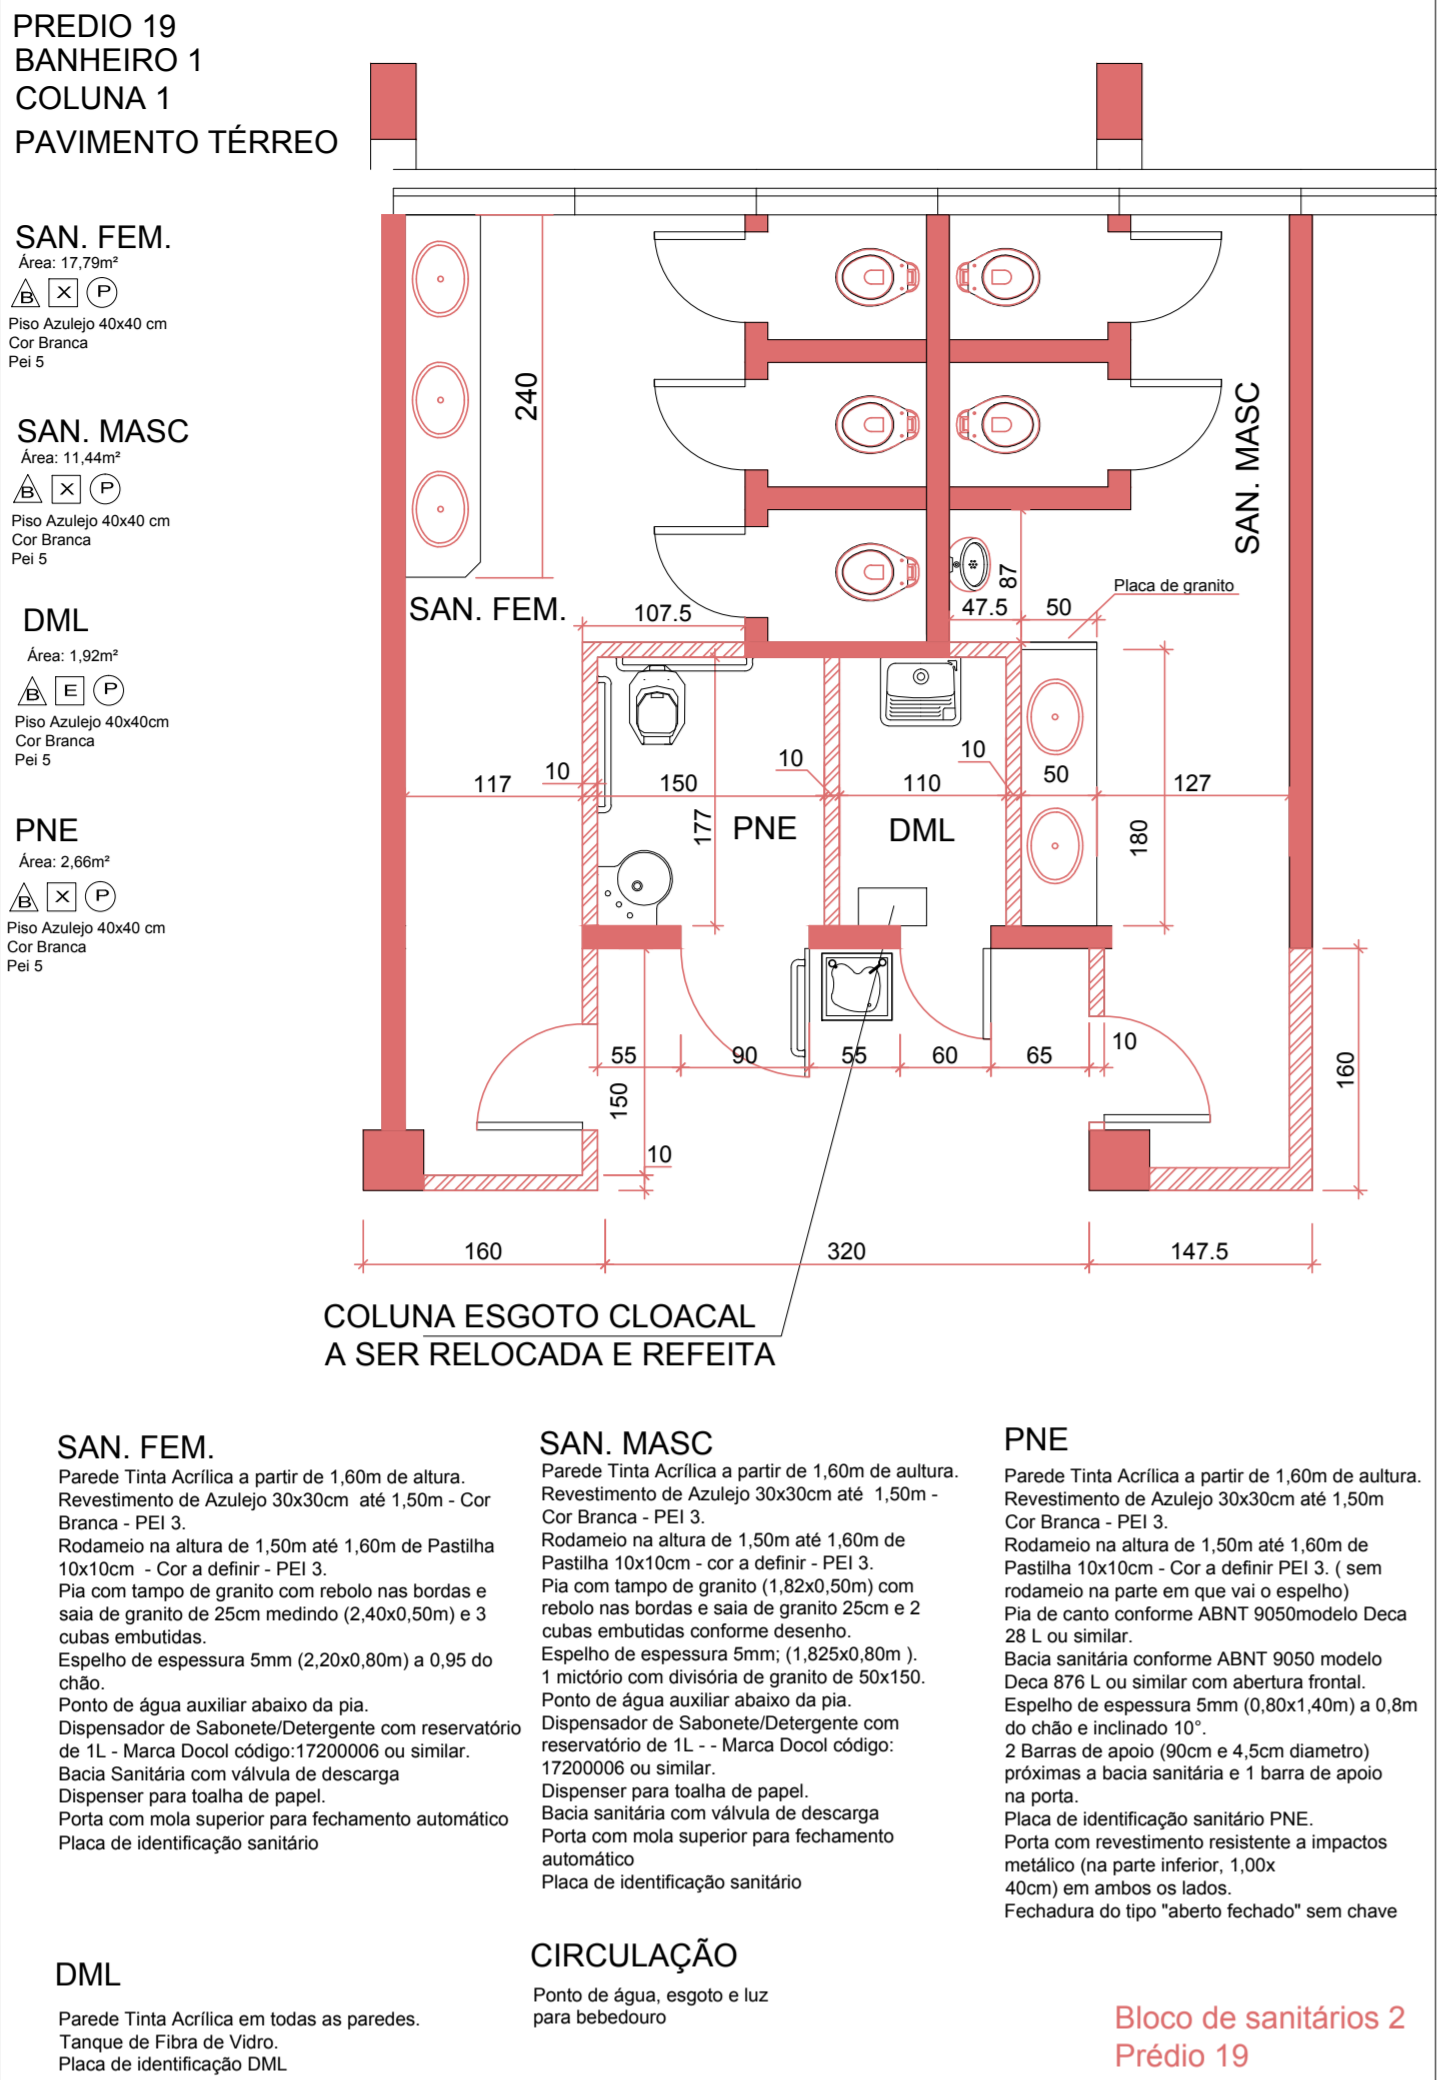 PREDIO 19
BANHEIRO 1
COLUNA 1
PAVIMENTO TÉRREO
SAN. FEM.
Área: 17,79m²
B X P
Piso Azulejo 40x40 cm
Cor Branca
Pei 5
SAN. MASC
Área: 11,44m²
B X P
Piso Azulejo 40x40 cm
Cor Branca
Pei 5
DML
Área: 1,92m²
B E P
Piso Azulejo 40x40cm
Cor Branca
Pei 5
PNE
Área: 2,66m²
B X P
Piso Azulejo 40x40 cm
Cor Branca
Pei 5
240
SAN. MASC
87
Placa de granito
SAN. FEM.
107.5
47.5
50
10
10
117
10
150
110
50
127
177
PNE
DML
180
55
90
55
60
65
10
150
160
10
160
320
147.5
COLUNA ESGOTO CLOACAL
A SER RELOCADA E REFEITA
SAN. FEM.
Parede Tinta Acrílica a partir de 1,60m de altura.
Revestimento de Azulejo 30x30cm  até 1,50m - Cor
Branca - PEI 3.
Rodameio na altura de 1,50m até 1,60m de Pastilha
10x10cm  - Cor a definir - PEI 3.
Pia com tampo de granito com rebolo nas bordas e
saia de granito de 25cm medindo (2,40x0,50m) e 3
cubas embutidas.
Espelho de espessura 5mm (2,20x0,80m) a 0,95 do
chão.
Ponto de água auxiliar abaixo da pia.
Dispensador de Sabonete/Detergente com reservatório
de 1L - Marca Docol código:17200006 ou similar.
Bacia Sanitária com válvula de descarga
Dispenser para toalha de papel.
Porta com mola superior para fechamento automático
Placa de identificação sanitário
SAN. MASC
Parede Tinta Acrílica a partir de 1,60m de aultura.
Revestimento de Azulejo 30x30cm até  1,50m -
Cor Branca - PEI 3.
Rodameio na altura de 1,50m até 1,60m de
Pastilha 10x10cm - cor a definir - PEI 3.
Pia com tampo de granito (1,82x0,50m) com
rebolo nas bordas e saia de granito 25cm e 2
cubas embutidas conforme desenho.
Espelho de espessura 5mm; (1,825x0,80m ).
1 mictório com divisória de granito de 50x150.
Ponto de água auxiliar abaixo da pia.
Dispensador de Sabonete/Detergente com
reservatório de 1L - - Marca Docol código:
17200006 ou similar.
Dispenser para toalha de papel.
Bacia sanitária com válvula de descarga
Porta com mola superior para fechamento
automático
Placa de identificação sanitário
PNE
Parede Tinta Acrílica a partir de 1,60m de aultura.
Revestimento de Azulejo 30x30cm até 1,50m
Cor Branca - PEI 3.
Rodameio na altura de 1,50m até 1,60m de
Pastilha 10x10cm - Cor a definir PEI 3. ( sem
rodameio na parte em que vai o espelho)
Pia de canto conforme ABNT 9050modelo Deca
28 L ou similar.
Bacia sanitária conforme ABNT 9050 modelo
Deca 876 L ou similar com abertura frontal.
Espelho de espessura 5mm (0,80x1,40m) a 0,8m
do chão e inclinado 10°.
2 Barras de apoio (90cm e 4,5cm diametro)
próximas a bacia sanitária e 1 barra de apoio
na porta.
Placa de identificação sanitário PNE.
Porta com revestimento resistente a impactos
metálico (na parte inferior, 1,00x
40cm) em ambos os lados.
Fechadura do tipo "aberto fechado" sem chave
DML
Parede Tinta Acrílica em todas as paredes.
Tanque de Fibra de Vidro.
Placa de identificação DML
CIRCULAÇÃO
Ponto de água, esgoto e luz
para bebedouro
Bloco de sanitários 2
Prédio 19